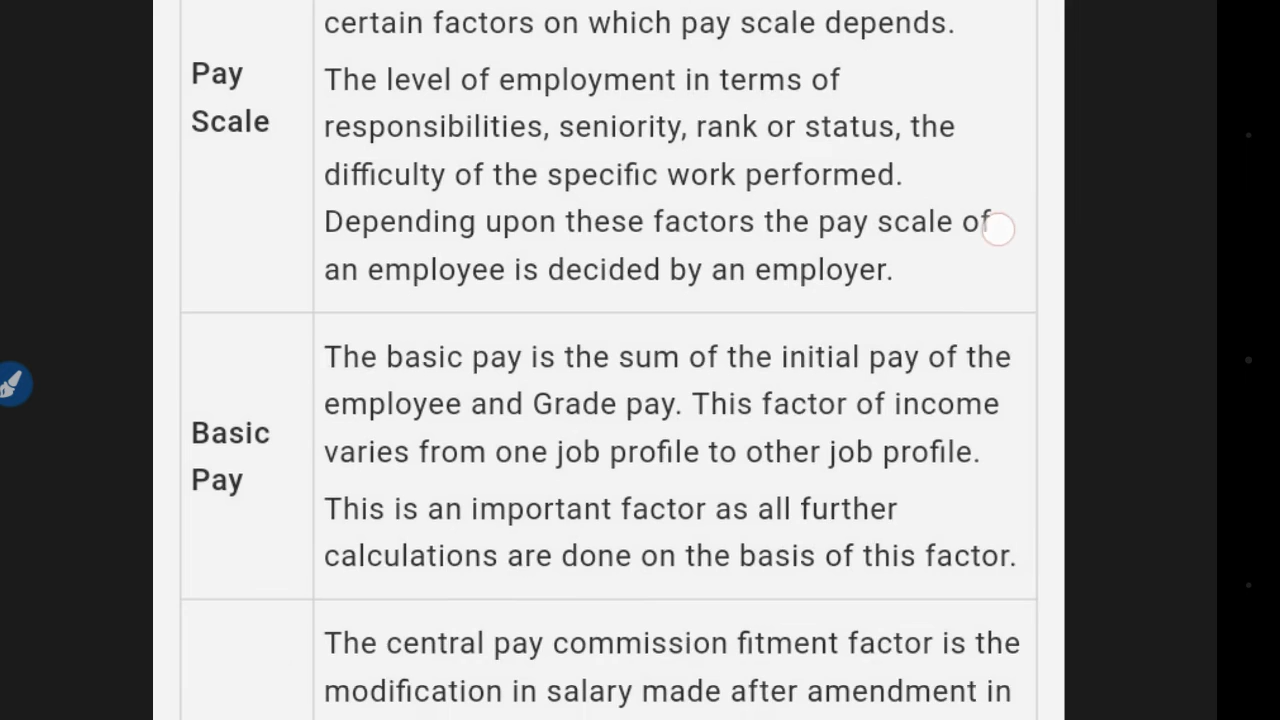 certain factors on which pay scale depends.
Pay
Scale
The level of employment in terms of
responsibilities, seniority, rank or status, the
difficulty of the specific work performed.
Depending upon these factors the pay scale of
an employee is decided by an employer.
Basic
Pay
The basic pay is the sum of the initial pay of the
employee and Grade pay. This factor of income
varies from one job profile to other job profile.
This is an important factor as all further
calculations are done on the basis of this factor.
The central pay commission fitment factor is the
modification in salary made after amendment in